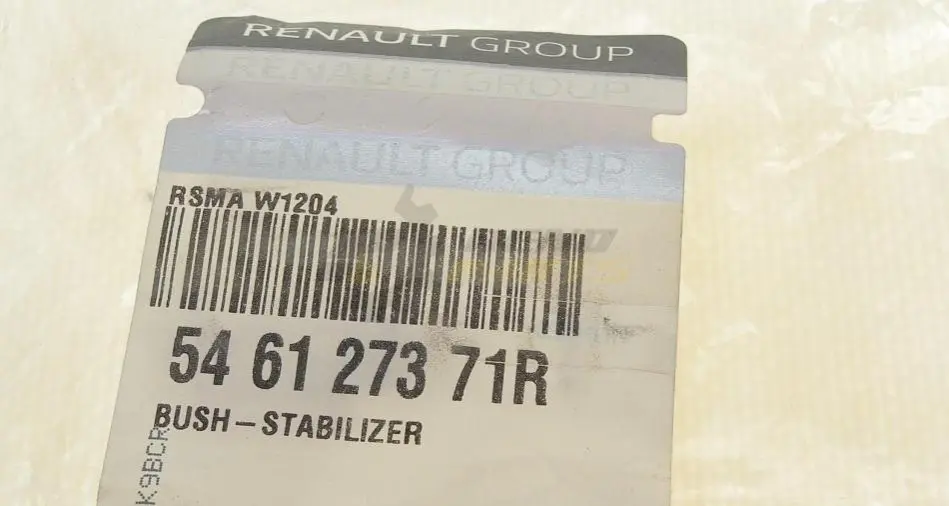 RENAULT GROUP
RENAULT GROUP
RENAULT GROUP
RSMA W1204
54 61 273 71R
BUSH-STABILIZER
K9BCR